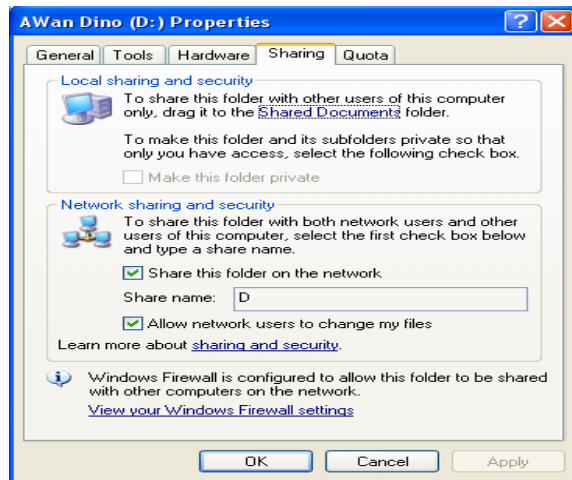 AWan Dino (D:) Properties
General Tools Hardware Sharing Quota
Local sharing and security
To share this folder with other users of this computer
only, drag it to the Shared Documents folder.
To make this folder and its subfolders private so that
only you have access, select the following check box.
Make this folder private
Network sharing and security
To share this folder with both network users and other
users of this computer, select the first check box below
and type a share name.
Share this folder on the network
Share name: D
Allow network users to change my files
Learn more about sharing and security.
Windows Firewall is configured to allow this folder to be shared
with other computers on the network.
View your Windows Firewall settings
OK Cancel Apply